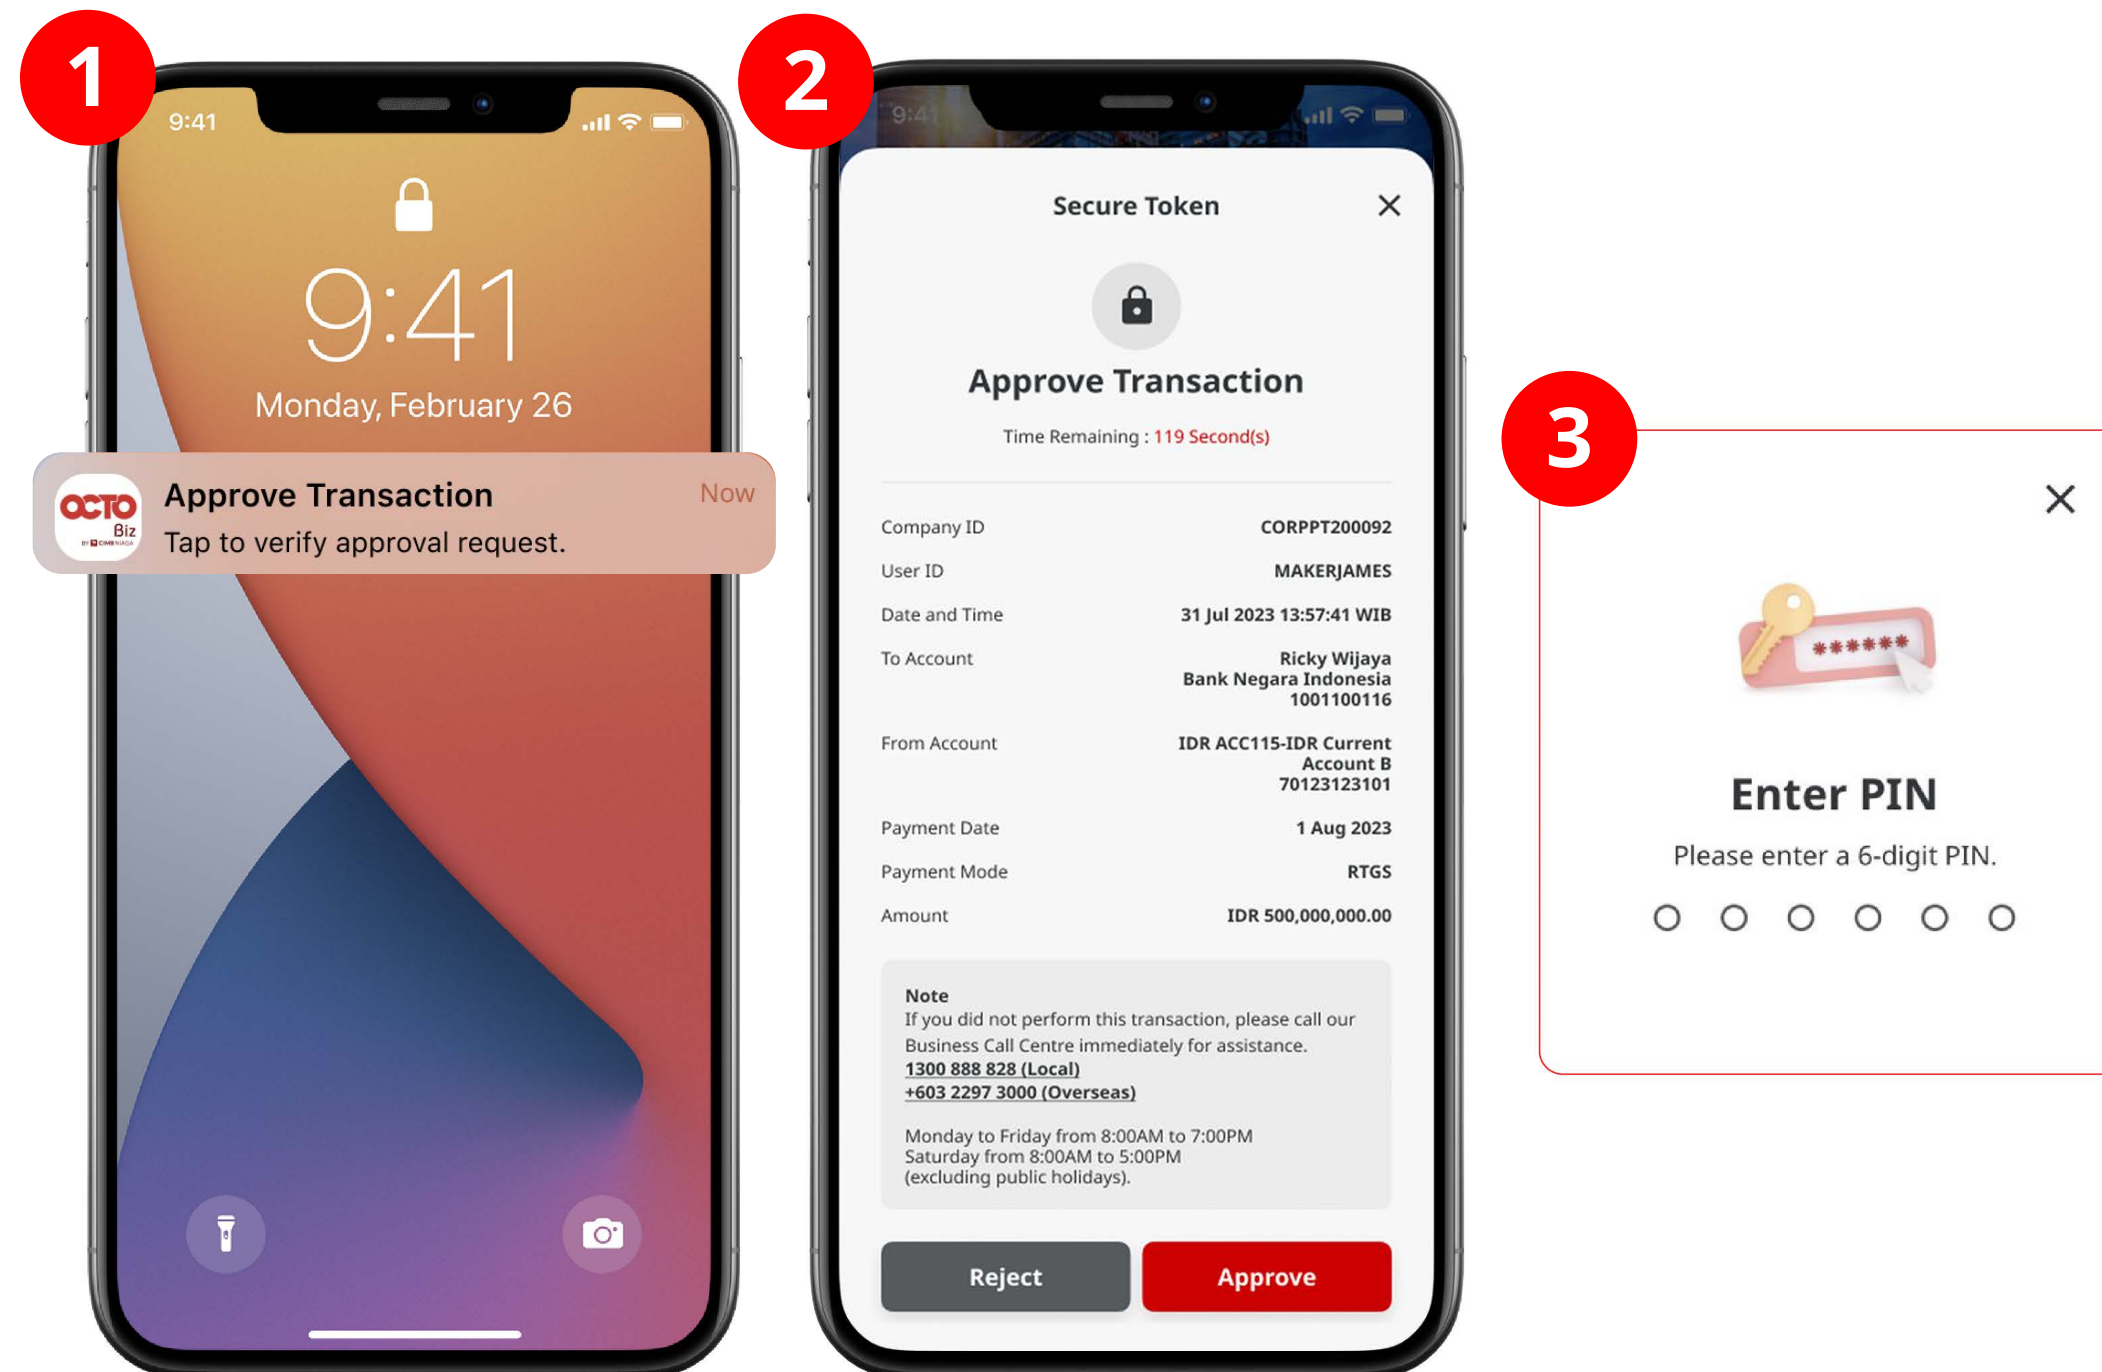 1
9:41
9:41
Monday, February 26
OCTO
Biz
BY CIMB NIAGA
Approve Transaction
Now
Tap to verify approval request.
2
9:41
Secure Token
Approve Transaction
Time Remaining : 119 Second(s)
Company ID
CORPPT200092
User ID
MAKERJAMES
Date and Time
31 Jul 2023 13:57:41 WIB
To Account
Ricky Wijaya
Bank Negara Indonesia
1001100116
From Account
IDR ACC115-IDR Current
Account B
70123123101
Payment Date
1 Aug 2023
Payment Mode
RTGS
Amount
IDR 500,000,000.00
Note
If you did not perform this transaction, please call our
Business Call Centre immediately for assistance.
1300 888 828 (Local)
+603 2297 3000 (Overseas)
Monday to Friday from 8:00AM to 7:00PM
Saturday from 8:00AM to 5:00PM
(excluding public holidays).
Reject
Approve
3
******
Enter PIN
Please enter a 6-digit PIN.